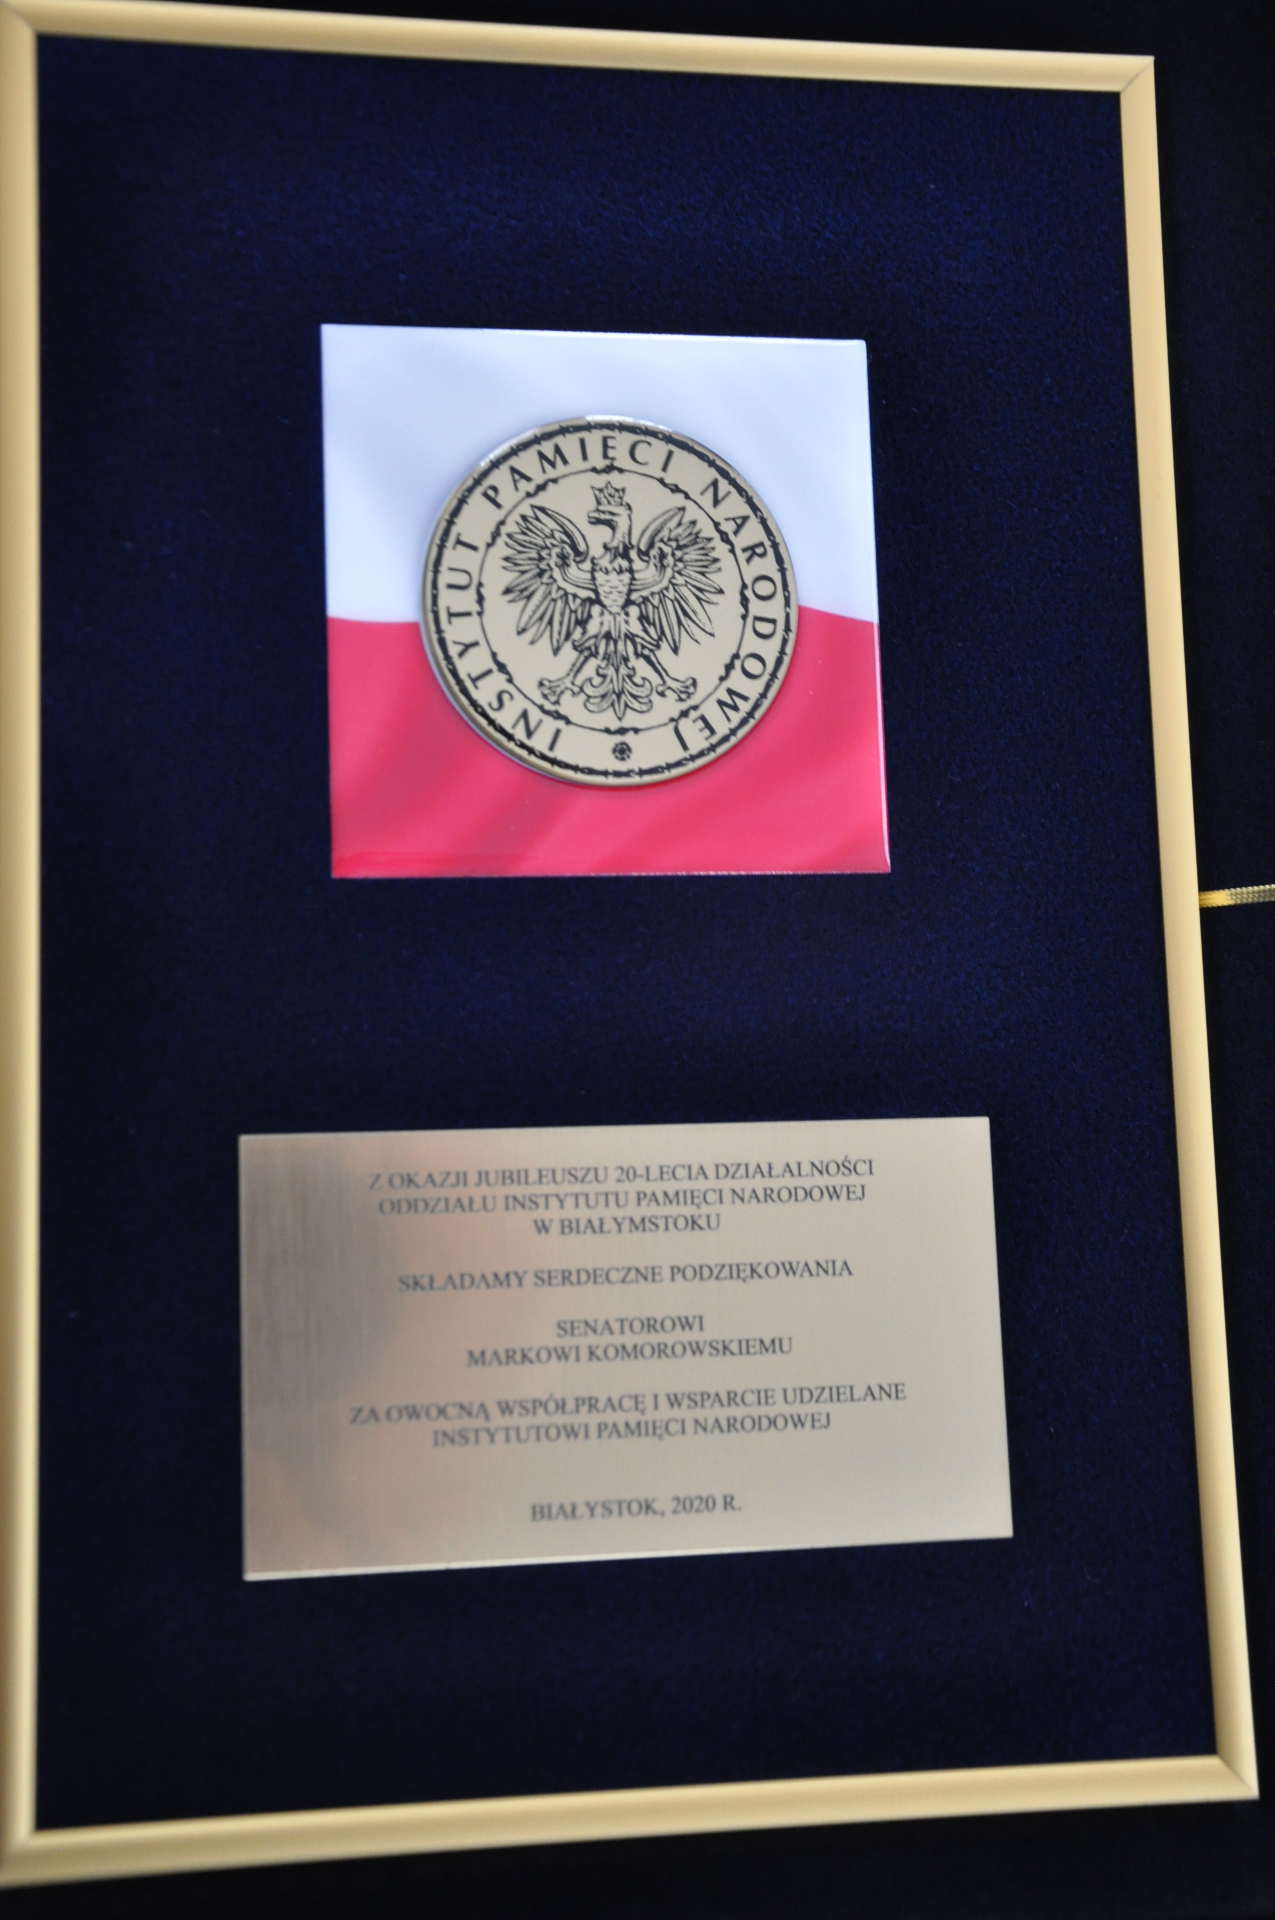 INSTYTUT PAMIĘCI NARODOWEJ
Z OKAZJI JUBILEUSZU 20-LECIA DZIAŁALNOŚCI
ODDZIAŁU INSTYTUTU PAMIĘCI NARODOWEJ
W BIAŁYMSTOKU
SKŁADAMY SERDECZNE PODZIĘKOWANIA
SENATOROWI
MARKOWI KOMOROWSKIEMU
ZA OWOCNĄ WSPÓŁPRACĘ I WSPARCIE UDZIELANE
INSTYTUTOWI PAMIĘCI NARODOWEJ
BIAŁYSTOK, 2020 R.